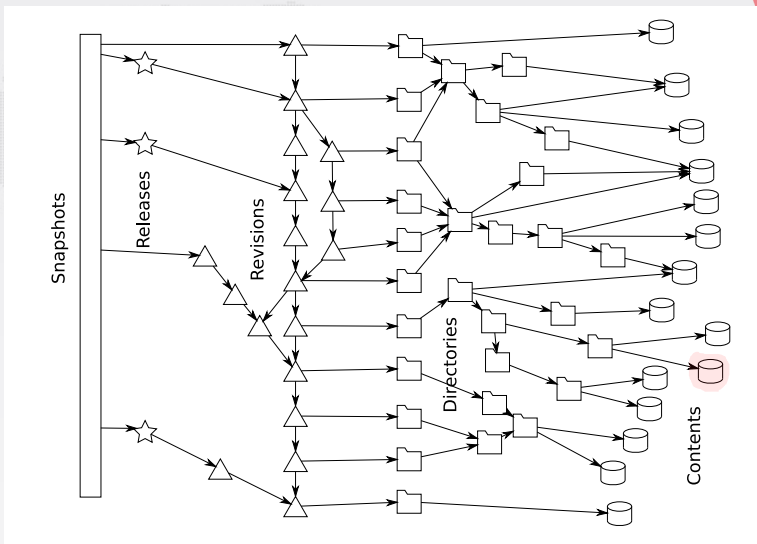 Snapshots
Releases
Revisions
Directories
Contents